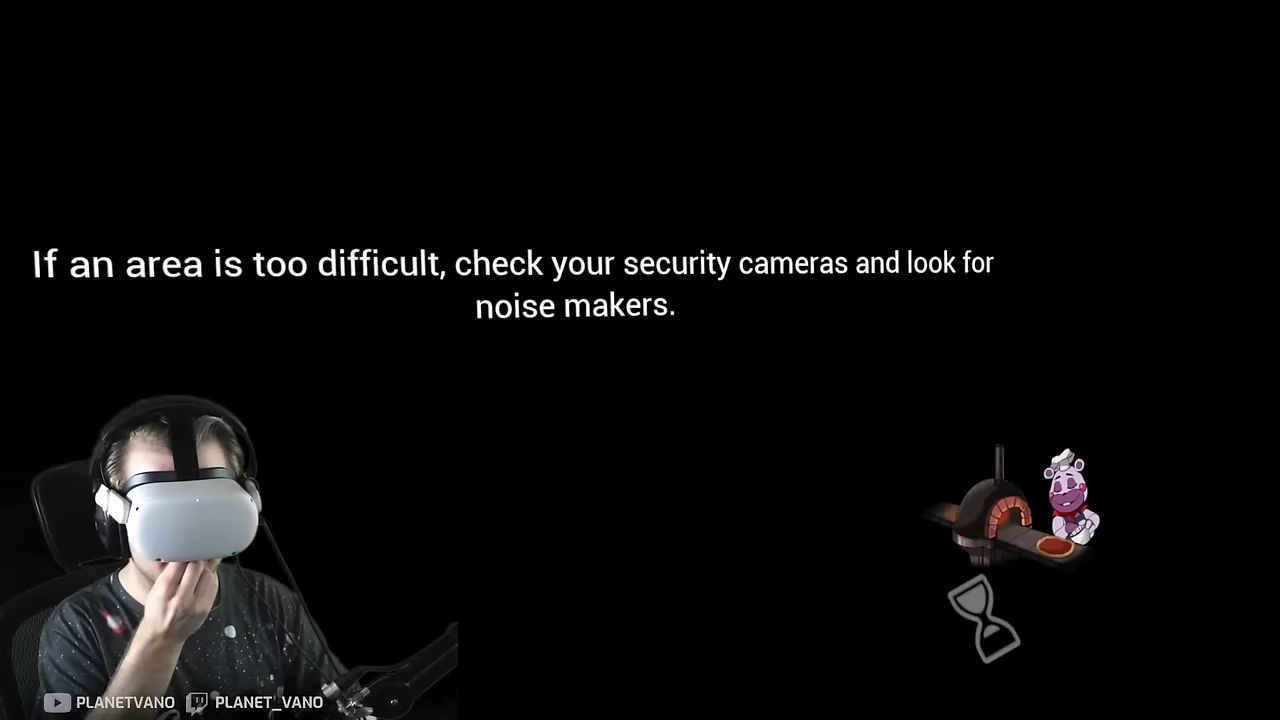 If an area is too difficult, check your security cameras and look for
noise makers.
PLANETVANO PLANET_VANO